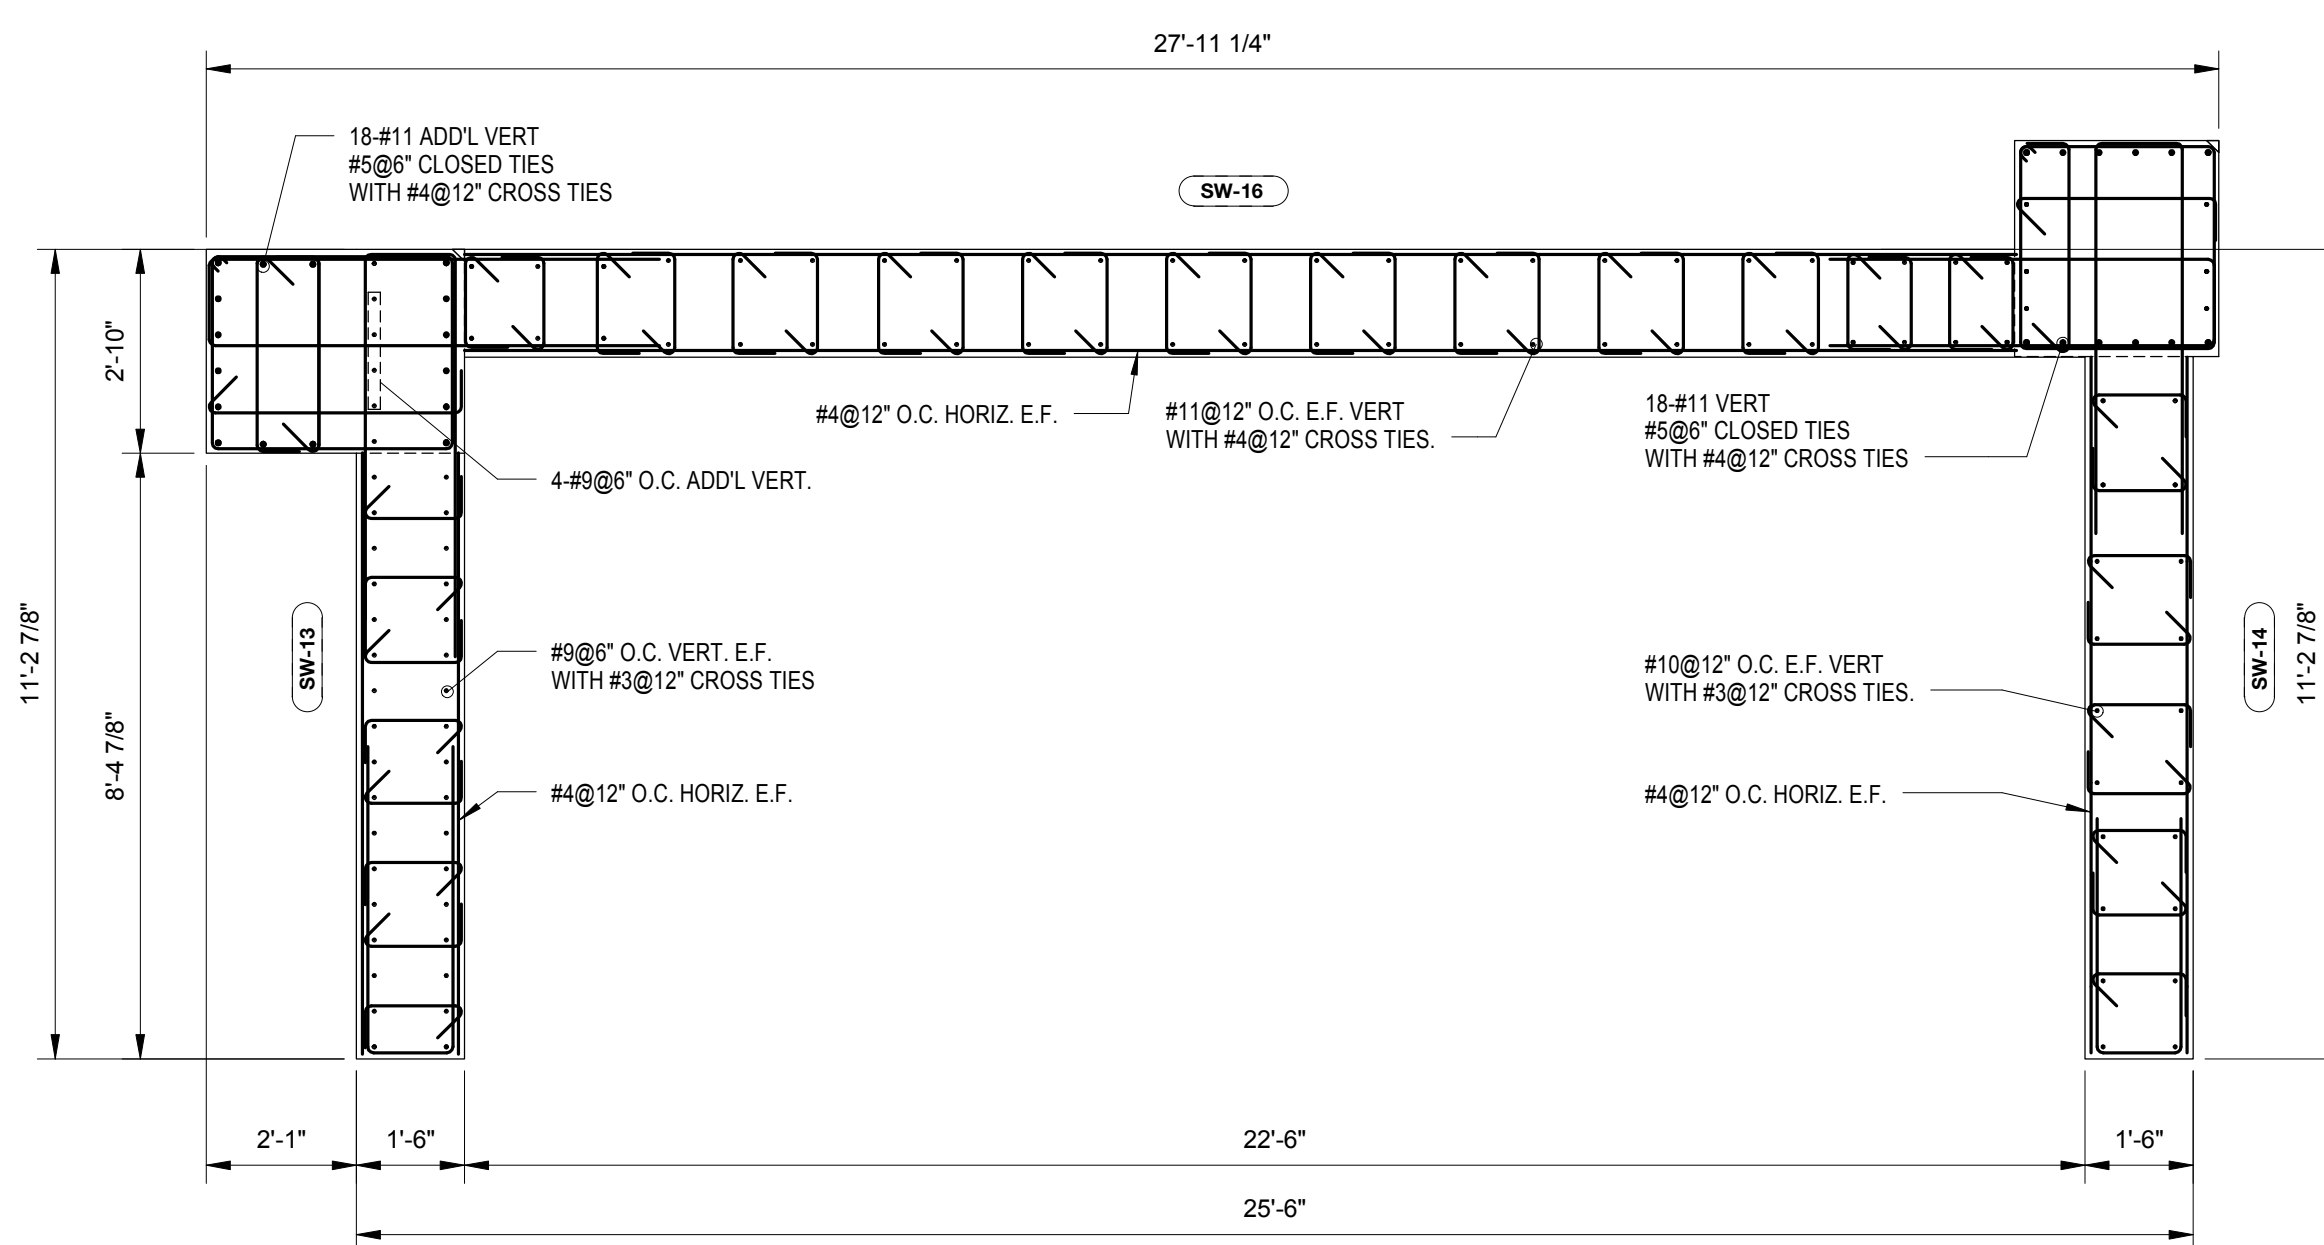 27'-11 1/4"
18-#11 ADD'L VERT
#5@6" CLOSED TIES
WITH #4@12" CROSS TIES
SW-16
2'-10"
#4@12" O.C. HORIZ. E.F.
#11@12" O.C. E.F. VERT
WITH #4@12" CROSS TIES.
18-#11 VERT
#5@6" CLOSED TIES
WITH #4@12" CROSS TIES
4-#9@6" O.C. ADD'L VERT.
11'-2 7/8"
8'-4 7/8"
SW-13
#9@6" O.C. VERT. E.F.
WITH #3@12" CROSS TIES
#10@12" O.C. E.F. VERT
WITH #3@12" CROSS TIES.
SW-14
11'-2 7/8"
#4@12" O.C. HORIZ. E.F.
#4@12" O.C. HORIZ. E.F.
2'-1"
1'-6"
22'-6"
1'-6"
25'-6"